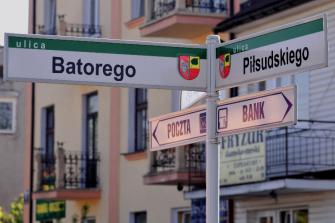 ulica
Batorego
ulica
Piłsudskiego
POCZTA
BANK
FRYZJER